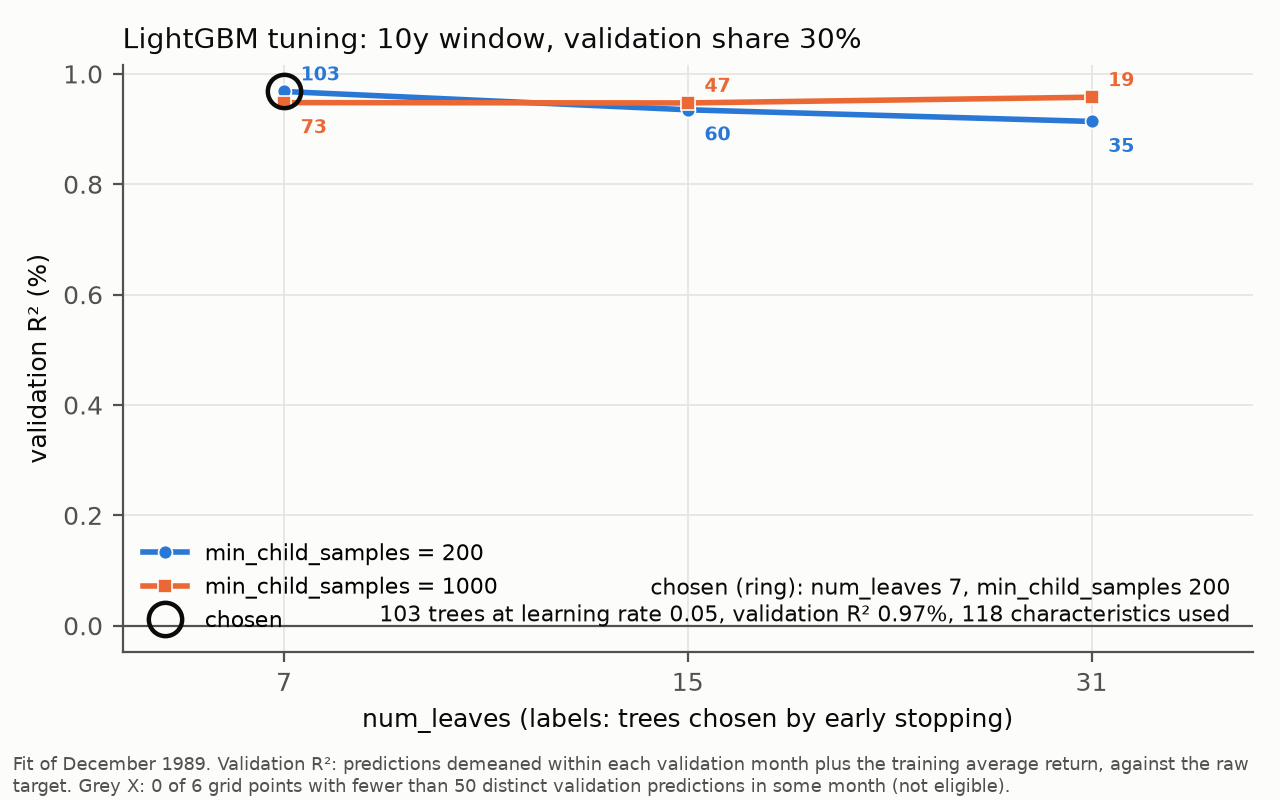 LightGBM tuning: 10y window, validation share 30%
1.0
0.8
0.6
0.4
0.2
0.0
validation R² (%)
103
73
47
60
19
35
min_child_samples = 200
min_child_samples = 1000
chosen
chosen (ring): num_leaves 7, min_child_samples 200
103 trees at learning rate 0.05, validation R² 0.97%, 118 characteristics used
7
15
31
num_leaves (labels: trees chosen by early stopping)
Fit of December 1989. Validation R²: predictions demeaned within each validation month plus the training average return, against the raw
target. Grey X: 0 of 6 grid points with fewer than 50 distinct validation predictions in some month (not eligible).